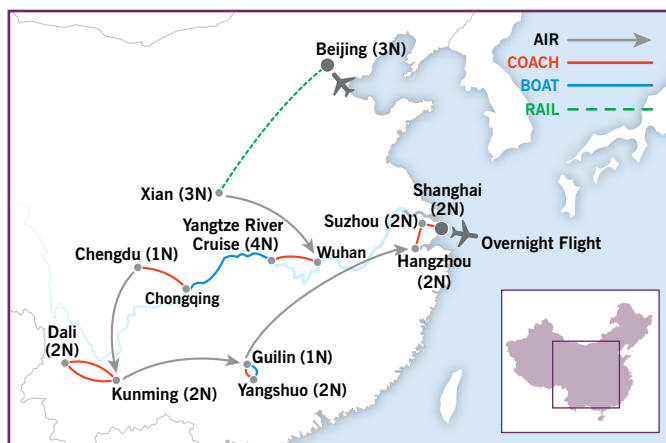 Beijing (3N)
AIR
COACH
BOAT
RAIL
Xian (3N)
Shanghai
(2N)
Suzhou (2N)
Overnight Flight
Yangtze River
Cruise (4N)
Wuhan
Hangzhou
(2N)
Chengdu (1N)
Chongqing
Dali
(2N)
Guilin (1N)
Kunming (2N)
Yangshuo (2N)